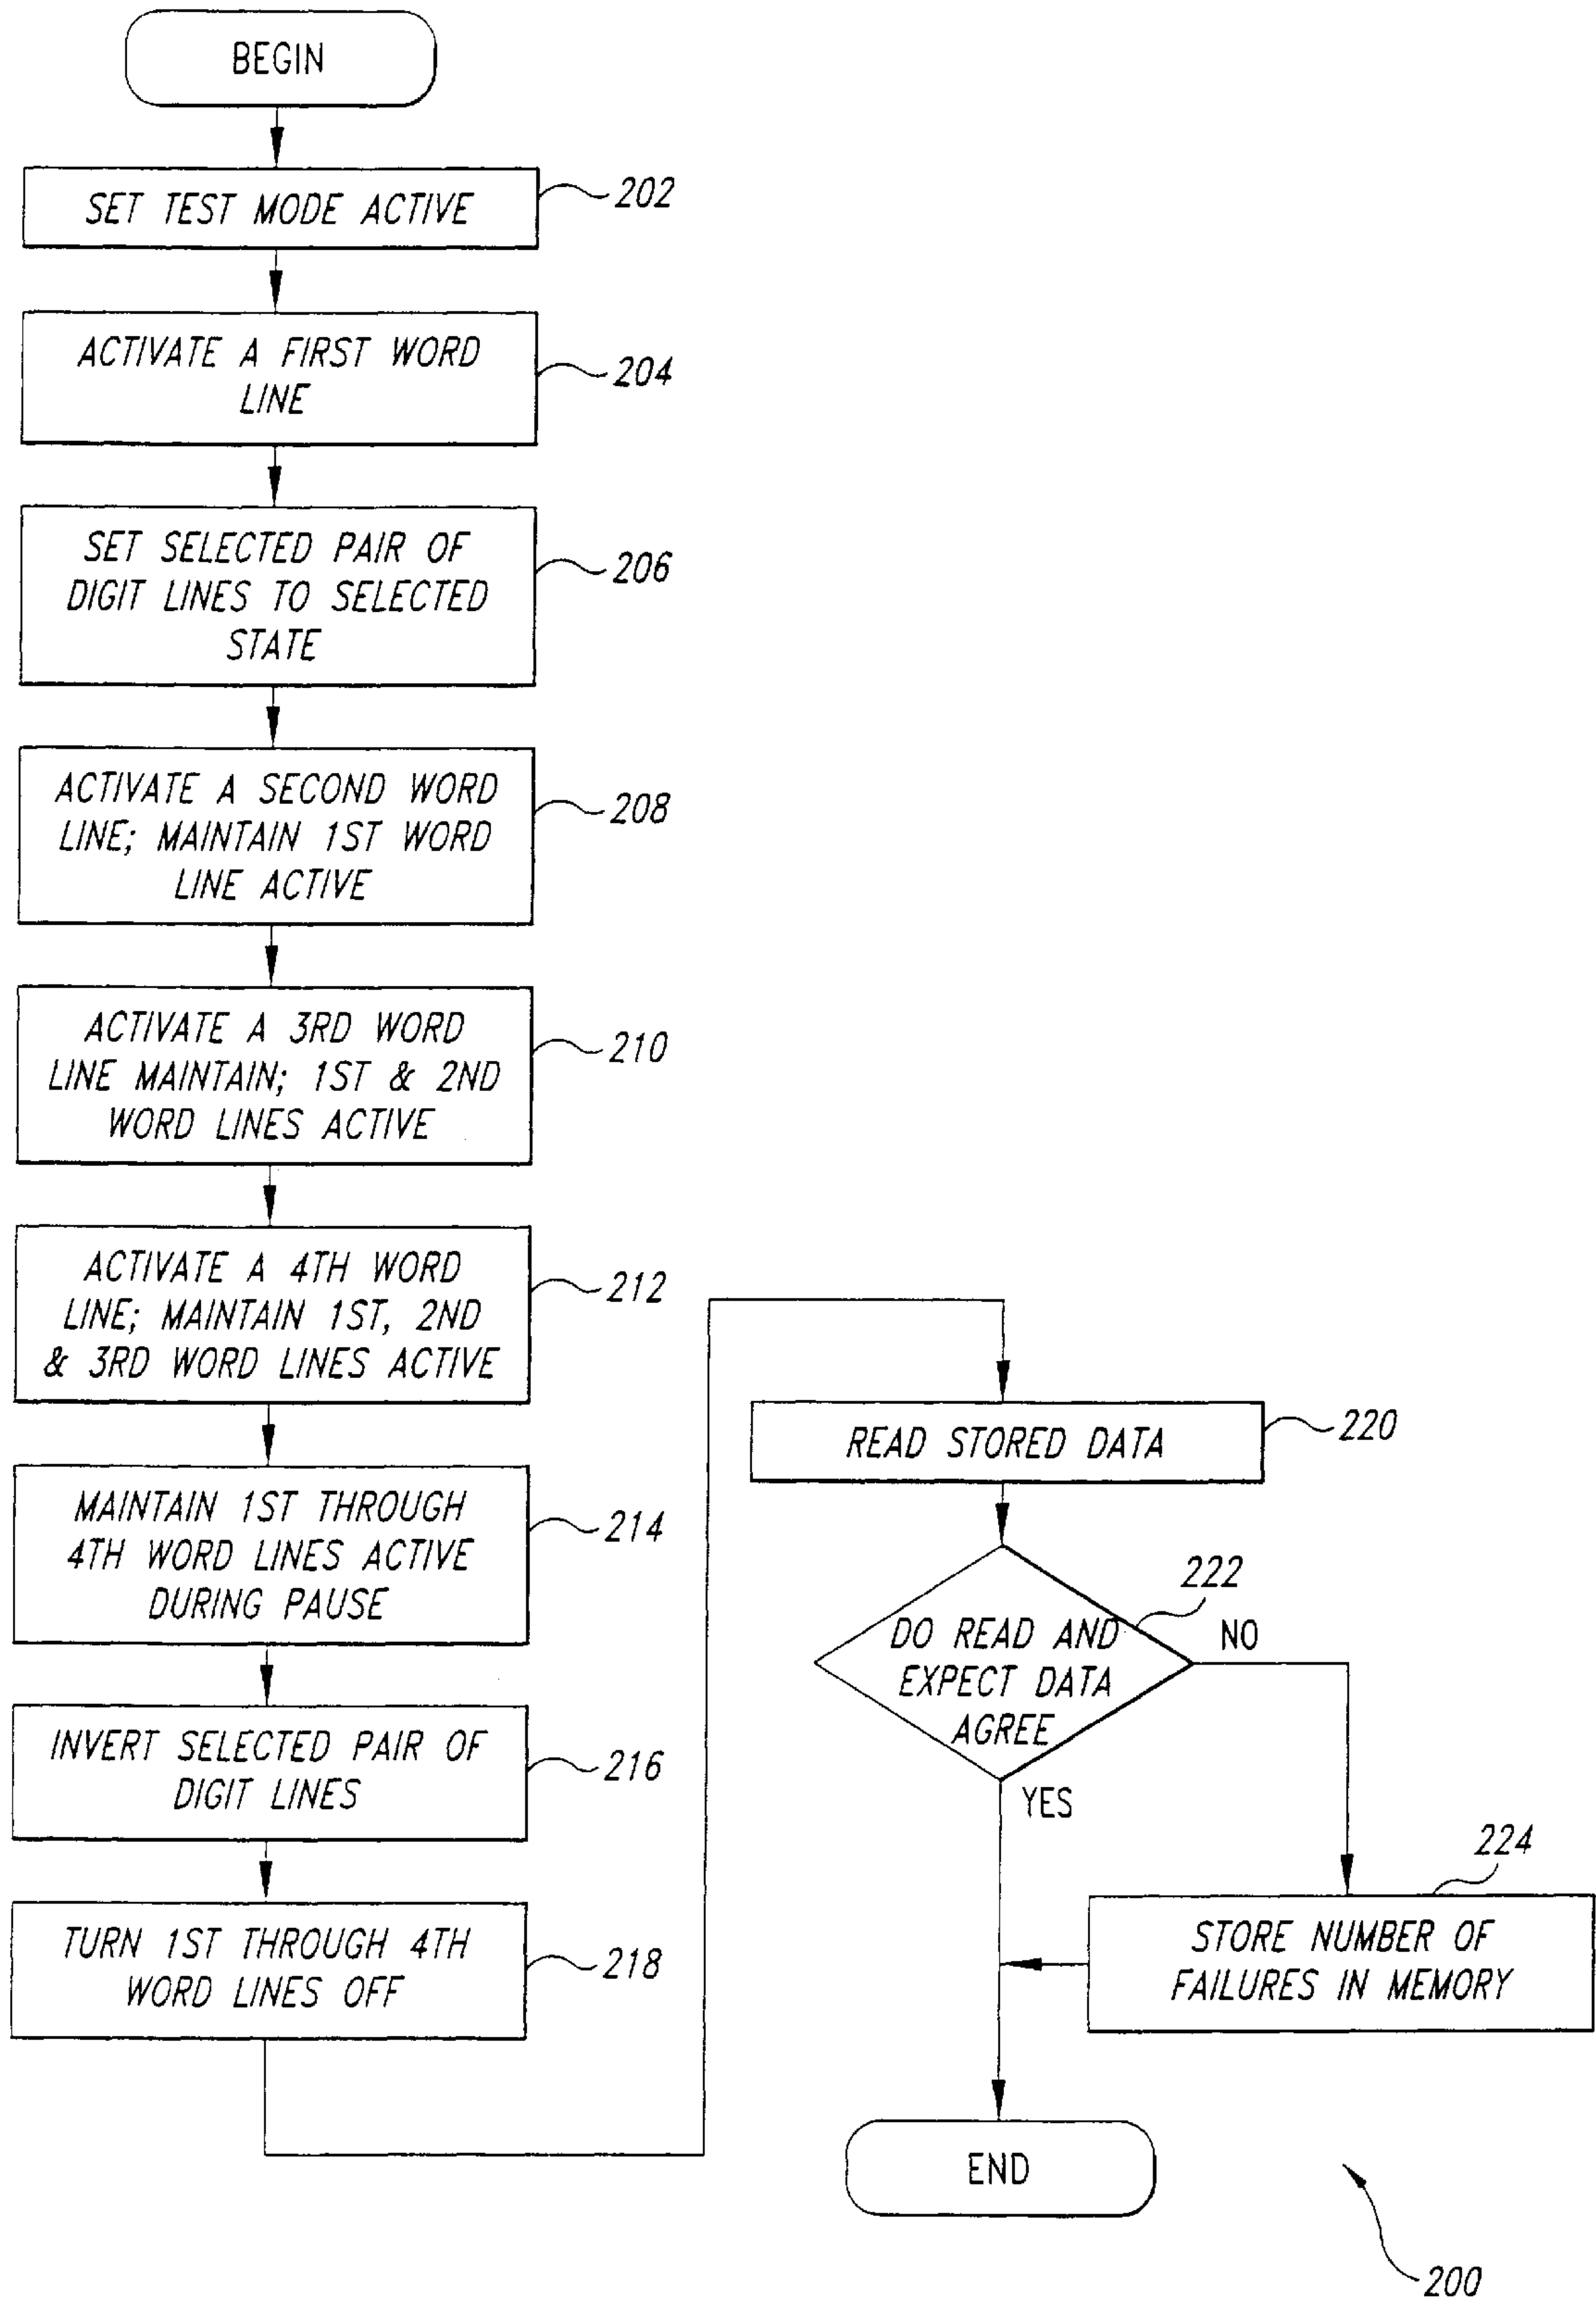 BEGIN
SET TEST MODE ACTIVE
202
ACTIVATE A FIRST WORD
LINE
204
SET SELECTED PAIR OF
DIGIT LINES TO SELECTED
STATE
206
ACTIVATE A SECOND WORD
LINE; MAINTAIN 1ST WORD
LINE ACTIVE
208
ACTIVATE A 3RD WORD
LINE MAINTAIN; 1ST & 2ND
WORD LINES ACTIVE
210
ACTIVATE A 4TH WORD
LINE; MAINTAIN 1ST, 2ND
& 3RD WORD LINES ACTIVE
212
MAINTAIN 1ST THROUGH
4TH WORD LINES ACTIVE
DURING PAUSE
214
INVERT SELECTED PAIR OF
DIGIT LINES
216
TURN 1ST THROUGH 4TH
WORD LINES OFF
218
READ STORED DATA
220
DO READ AND
EXPECT DATA
AGREE
222
NO
YES
STORE NUMBER OF
FAILURES IN MEMORY
224
END
200